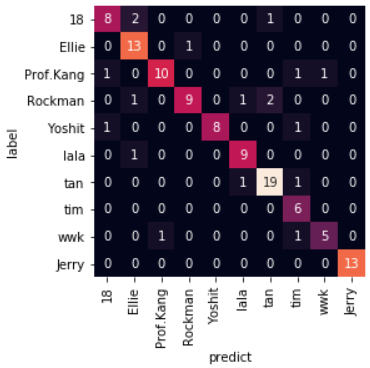 18 8 2 0 0 0 0 1 0 0 0
Ellie 0 13 0 1 0 0 0 0 0 0
Prof.Kang 1 0 10 0 0 0 0 1 1 0
Rockman 0 1 0 9 0 1 2 0 0 0
Yoshit 1 0 0 0 8 0 0 1 0 0
lala 0 1 0 0 0 9 0 0 0 0
tan 0 0 0 0 0 1 19 1 0 0
tim 0 0 0 0 0 0 0 6 0 0
wwk 0 0 1 0 0 0 0 1 5 0
Jerry 0 0 0 0 0 0 0 0 0 13
label
18 Ellie Prof.Kang Rockman Yoshit lala tan tim wwk Jerry
predict